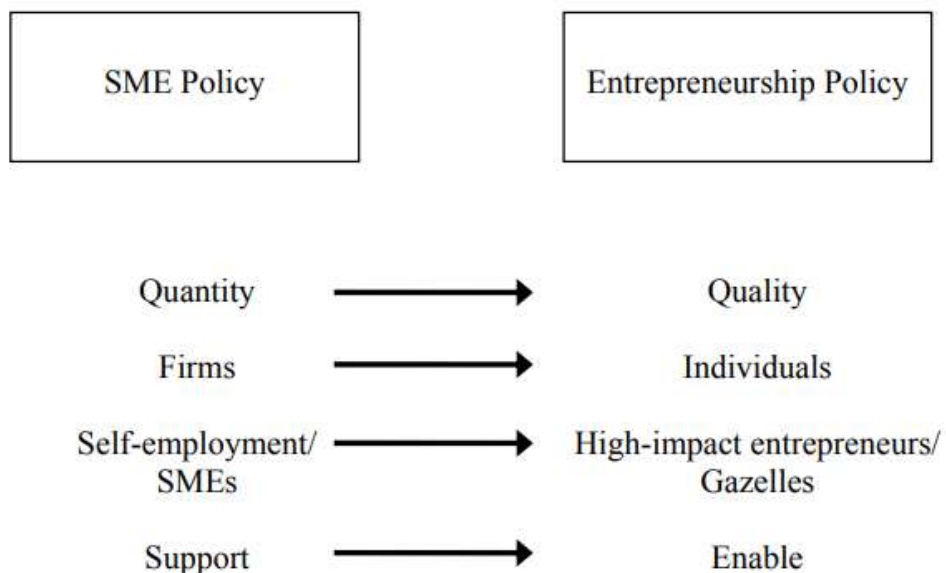 SME Policy
Entrepreneurship Policy
Quantity
Quality
Firms
Individuals
Self-employment/
SMEs
High-impact entrepreneurs/
Gazelles
Support
Enable